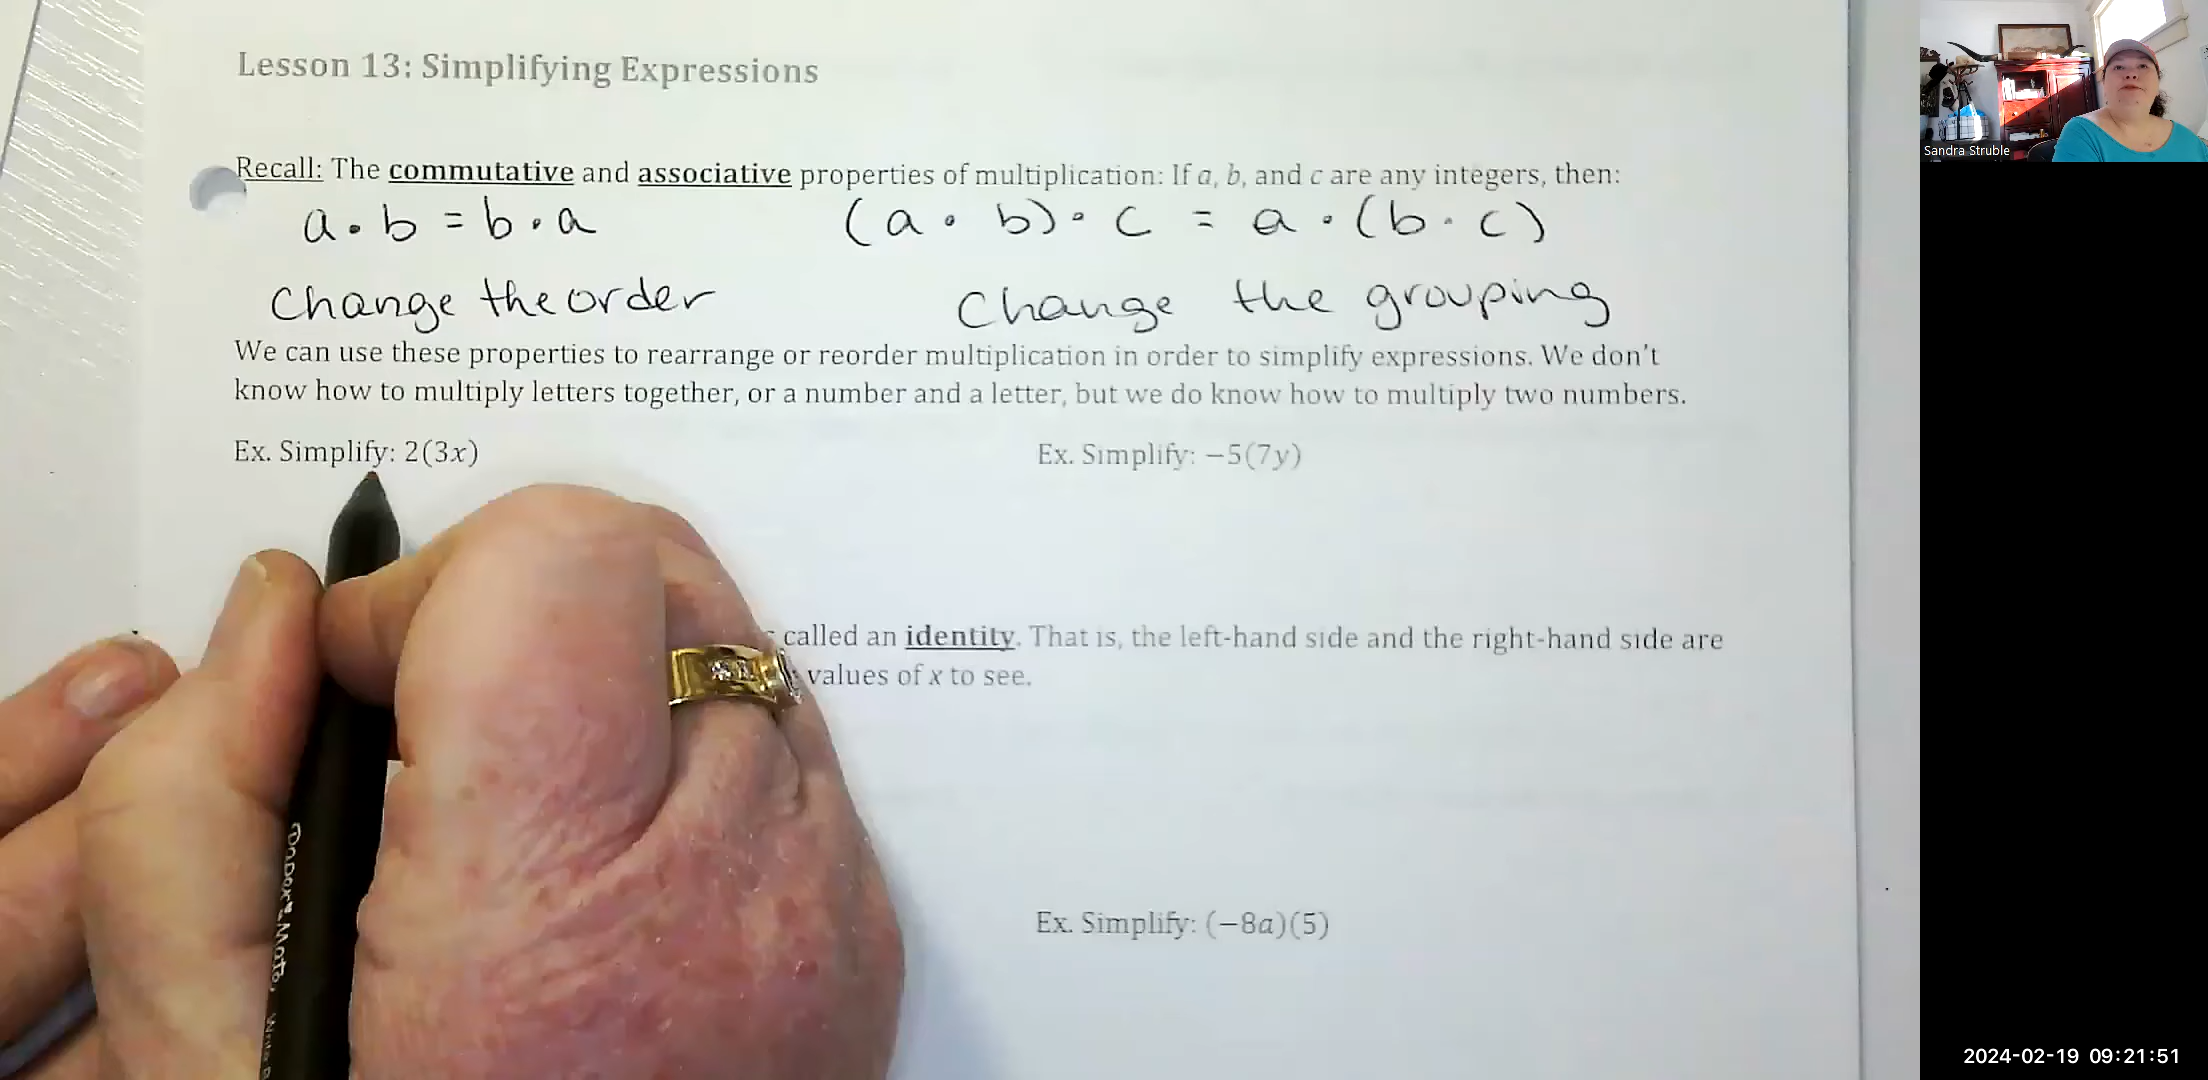 Lesson 13: Simplifying Expressions
Recall: The commutative and associative properties of multiplication: If a, b, and c are any integers, then:
a · b = b · a
(a · b) · c = a · (b · c)
Change the order
Change the grouping
We can use these properties to rearrange or reorder multiplication in order to simplify expressions. We don't
know how to multiply letters together, or a number and a letter, but we do know how to multiply two numbers.
Ex. Simplify: 2(3x)
Ex. Simplify: −5(7y)
called an identity. That is, the left-hand side and the right-hand side are
values of x to see.
Ex. Simplify: (−8a)(5)
Sandra Struble
2024-02-19 09:21:51